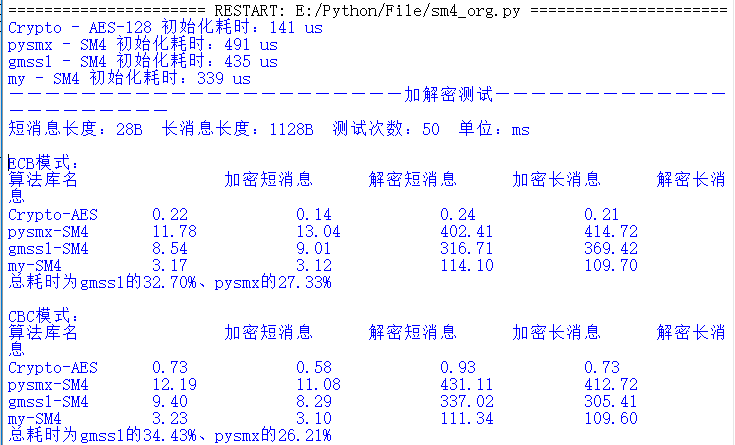 ====================== RESTART: E:/Python/File/sm4_org.py ======================
Crypto - AES-128 初始化耗时: 141 us
pysmx - SM4 初始化耗时: 491 us
gmssl - SM4 初始化耗时: 435 us
my - SM4 初始化耗时: 339 us
----------------------加解密测试----------------------
短消息长度: 28B 长消息长度: 1128B 测试次数: 50 单位: ms
ECB模式:
算法库名 加密短消息 解密短消息 加密长消息 解密长消
息
Crypto-AES 0.22 0.14 0.24 0.21
pysmx-SM4 11.78 13.04 402.41 414.72
gmssl-SM4 8.54 9.01 316.71 369.42
my-SM4 3.17 3.12 114.10 109.70
总耗时为gmssl的32.70%、pysmx的27.33%
CBC模式:
算法库名 加密短消息 解密短消息 加密长消息 解密长消
息
Crypto-AES 0.73 0.58 0.93 0.73
pysmx-SM4 12.19 11.08 431.11 412.72
gmssl-SM4 9.40 8.29 337.02 305.41
my-SM4 3.23 3.10 111.34 109.60
总耗时为gmssl的34.43%、pysmx的26.21%